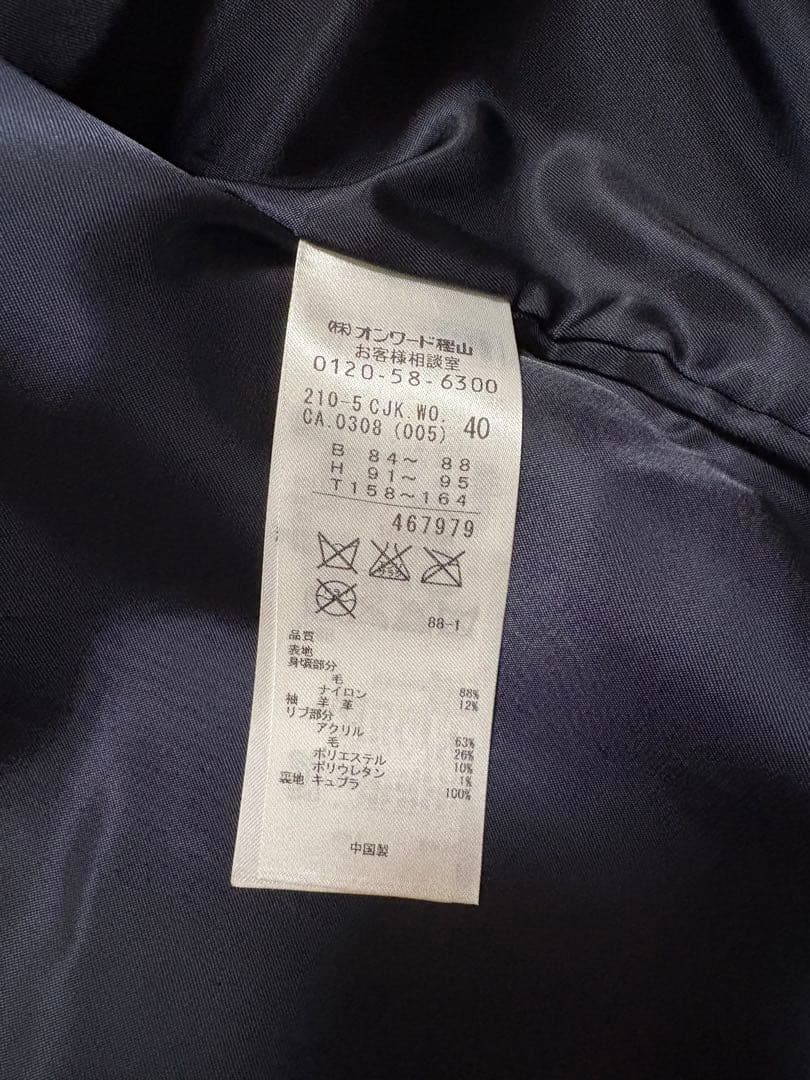 (株)オンワード樫山
お客様相談室
0120-58-6300
210-5 CJK.WO. 40
CA.0308 (005)
B 84〜 88
H 91〜 95
T158〜164
467979
88-1
品質
表地
身頃部分
毛 88%
ナイロン 12%
袖 羊革
リブ部分
アクリル 63%
毛 26%
ポリエステル 10%
ポリウレタン 1%
裏地 キュプラ 100%
中国製